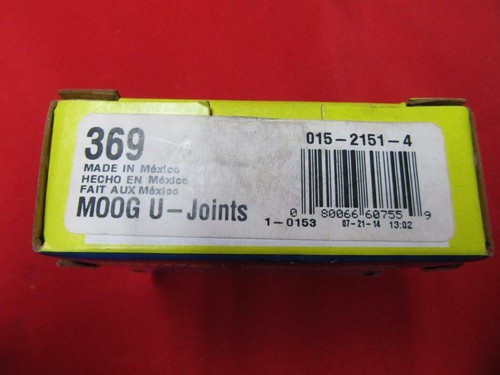 369
MADE IN México
HECHO EN México
FAIT AUX México
MOOG U-Joints
015-2151-4
0 80066 60755 9
1-0153 07-21-14 13:02